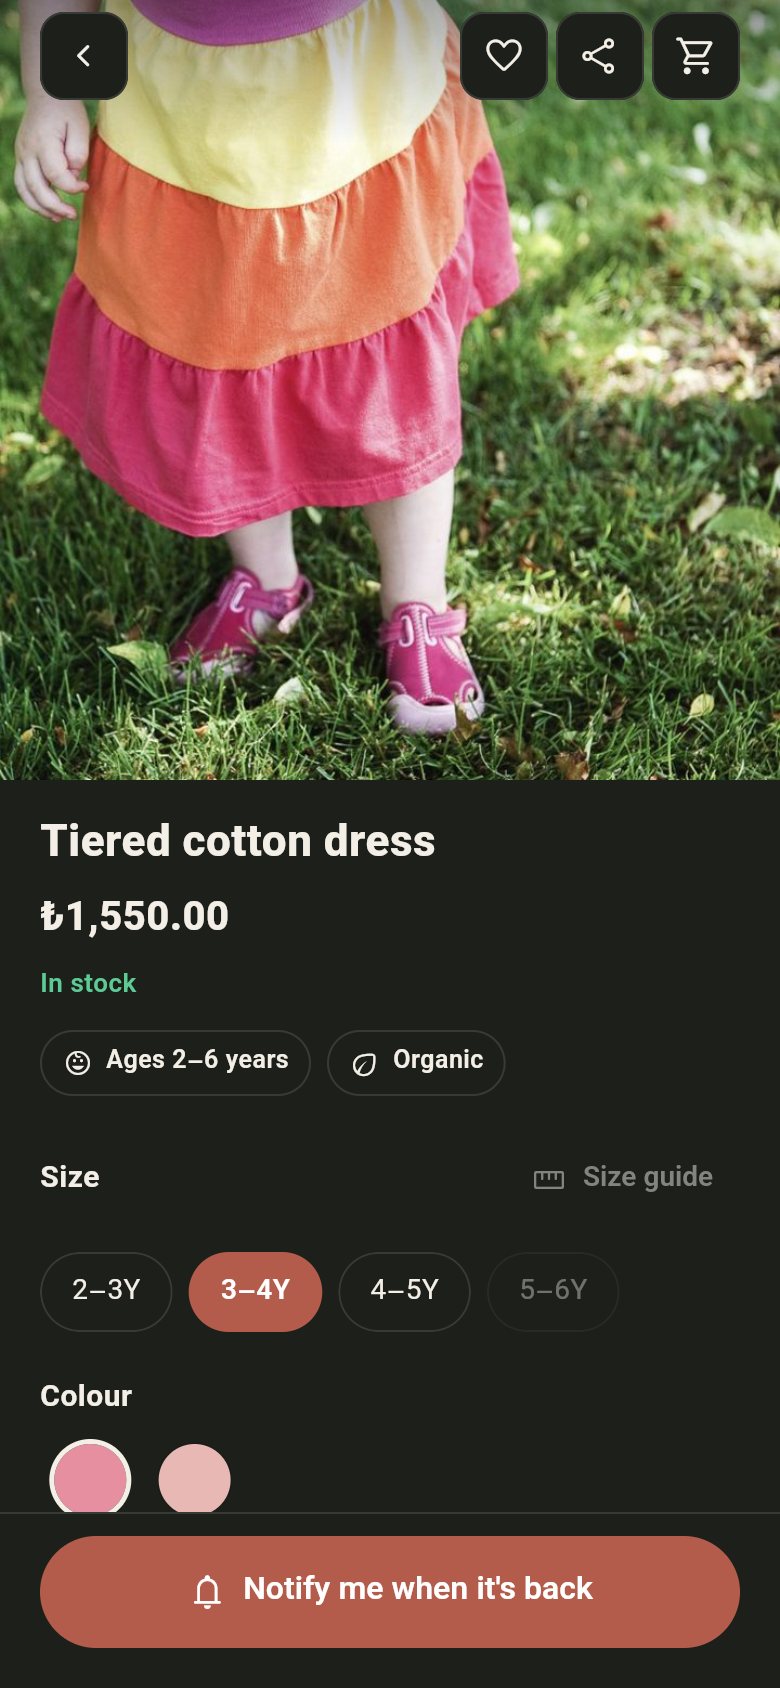 Tiered cotton dress
₺1,550.00
In stock
Ages 2–6 years
Organic
Size
Size guide
2–3Y
3–4Y
4–5Y
5–6Y
Colour
Notify me when it's back